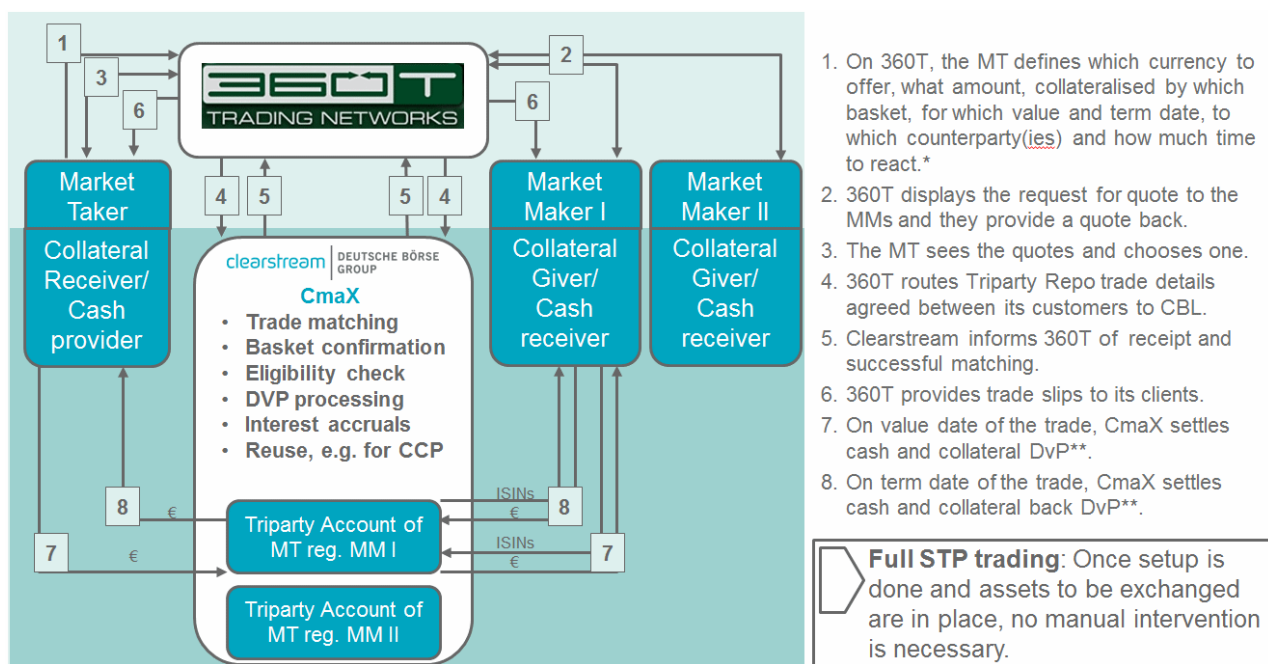 1
3
6
2
6
360T
TRADING NETWORKS
4
5
5
4
Market
Taker
Collateral
Receiver/
Cash
provider
Market
Maker I
Collateral
Giver/
Cash
receiver
Market
Maker II
Collateral
Giver/
Cash
receiver
clearstream | DEUTSCHE BÖRSE
GROUP
CmaX
• Trade matching
• Basket confirmation
• Eligibility check
• DVP processing
• Interest accruals
• Reuse, e.g. for CCP
8
€
7
€
Triparty Account of
MT reg. MM I
Triparty Account of
MT reg. MM II
ISINs
€
8
ISINs
€
7
1. On 360T, the MT defines which currency to
offer, what amount, collateralised by which
basket, for which value and term date, to
which counterparty(ies) and how much time
to react.*
2. 360T displays the request for quote to the
MMs and they provide a quote back.
3. The MT sees the quotes and chooses one.
4. 360T routes Triparty Repo trade details
agreed between its customers to CBL.
5. Clearstream informs 360T of receipt and
successful matching.
6. 360T provides trade slips to its clients.
7. On value date of the trade, CmaX settles
cash and collateral DvP**.
8. On term date of the trade, CmaX settles
cash and collateral back DvP**.
Full STP trading: Once setup is
done and assets to be exchanged
are in place, no manual intervention
is necessary.